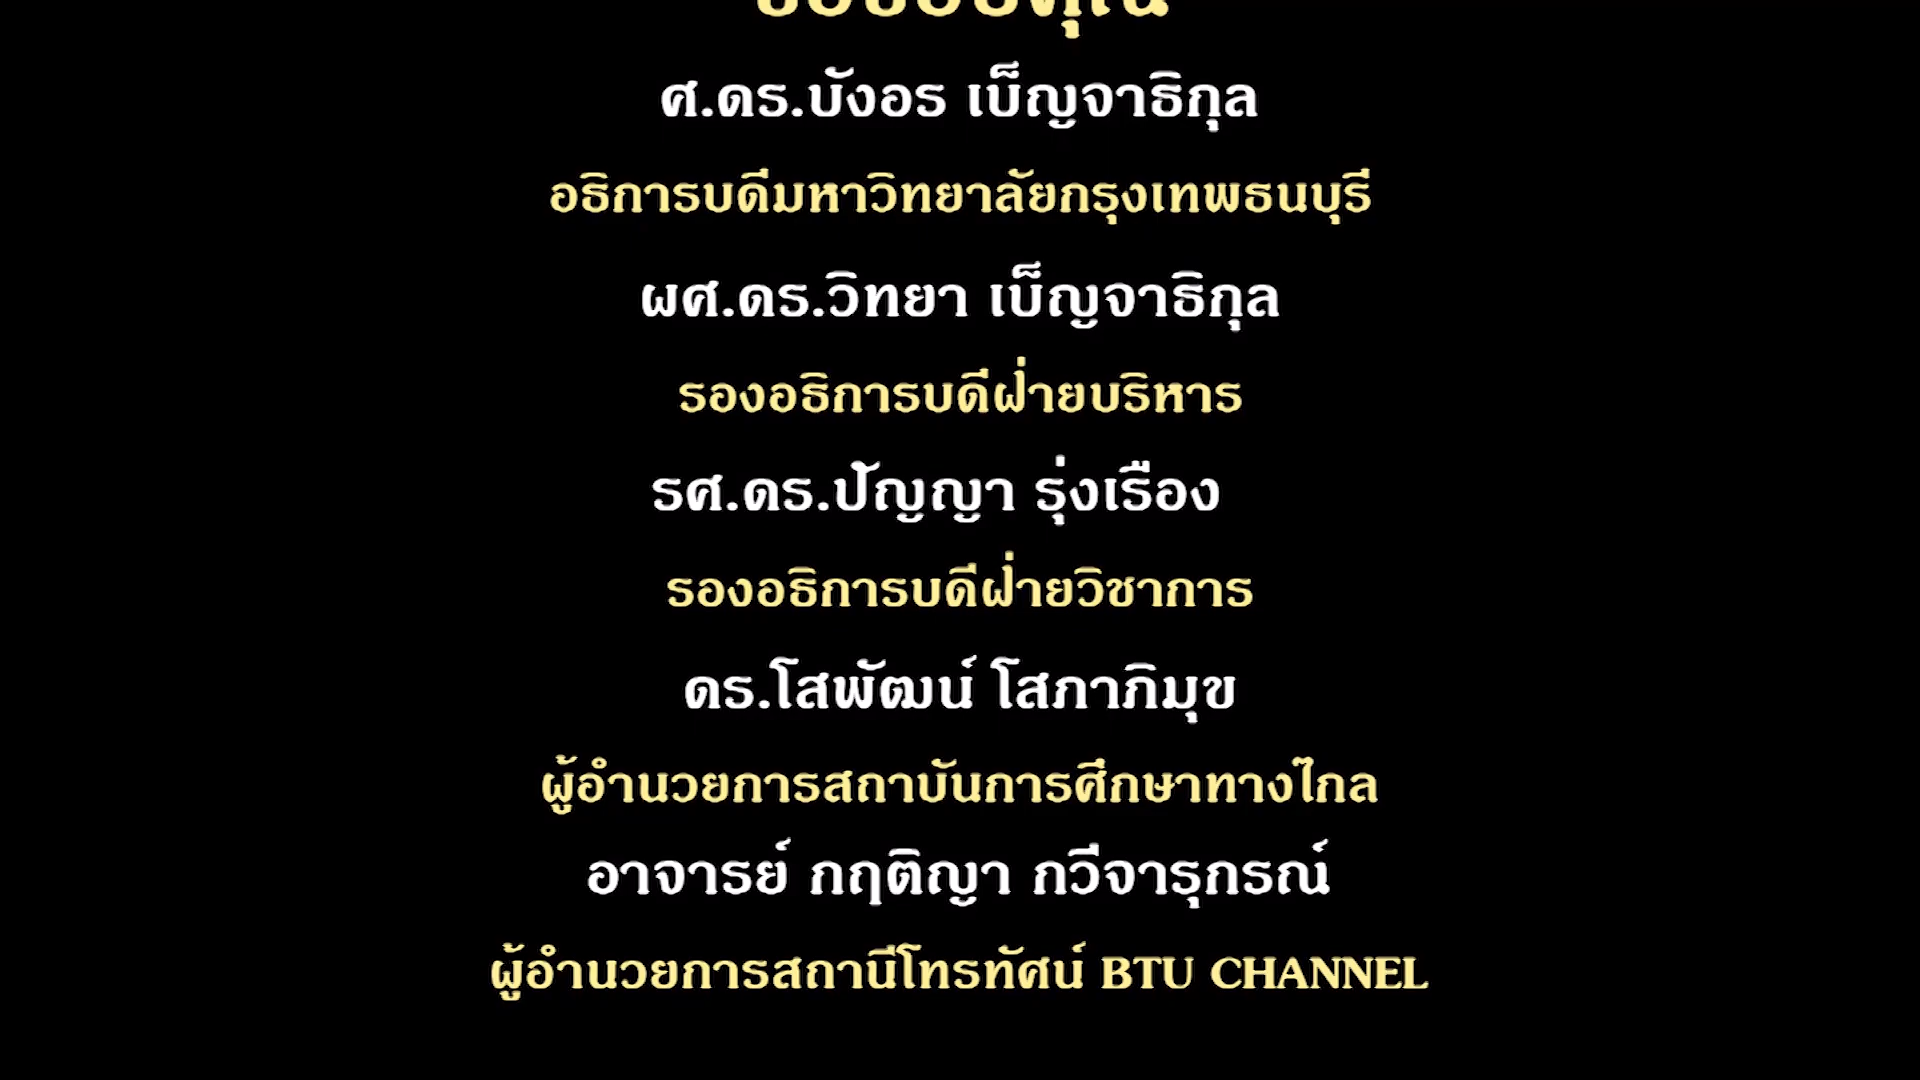 ขอขอบคุณ
ศ.ดร.บังอร เบ็ญจาธิกุล
อธิการบดีมหาวิทยาลัยกรุงเทพธนบุรี
ผศ.ดร.วิทยา เบ็ญจาธิกุล
รองอธิการบดีฝ่ายบริหาร
รศ.ดร.ปัญญา รุ่งเรือง
รองอธิการบดีฝ่ายวิชาการ
ดร.โสพัฒน์ โสภาภิมุข
ผู้อำนวยการสถาบันการศึกษาทางไกล
อาจารย์ กฤติญา กวีจารุกรณ์
ผู้อำนวยการสถานีโทรทัศน์ BTU CHANNEL